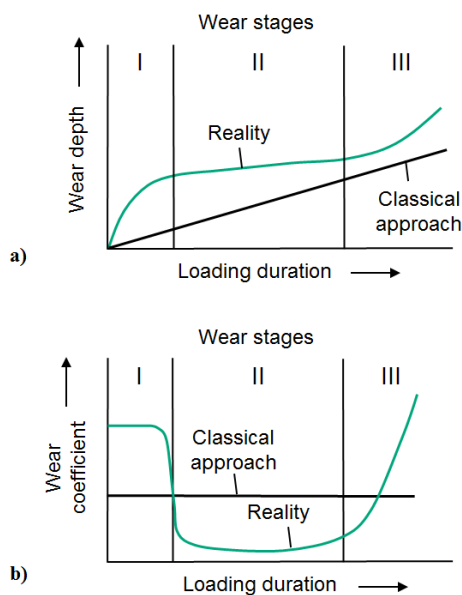 Wear stages
I II III
Wear depth
Reality
Classical
approach
a)
Loading duration
Wear stages
I II III
Wear
coefficient
Classical
approach
Reality
b)
Loading duration